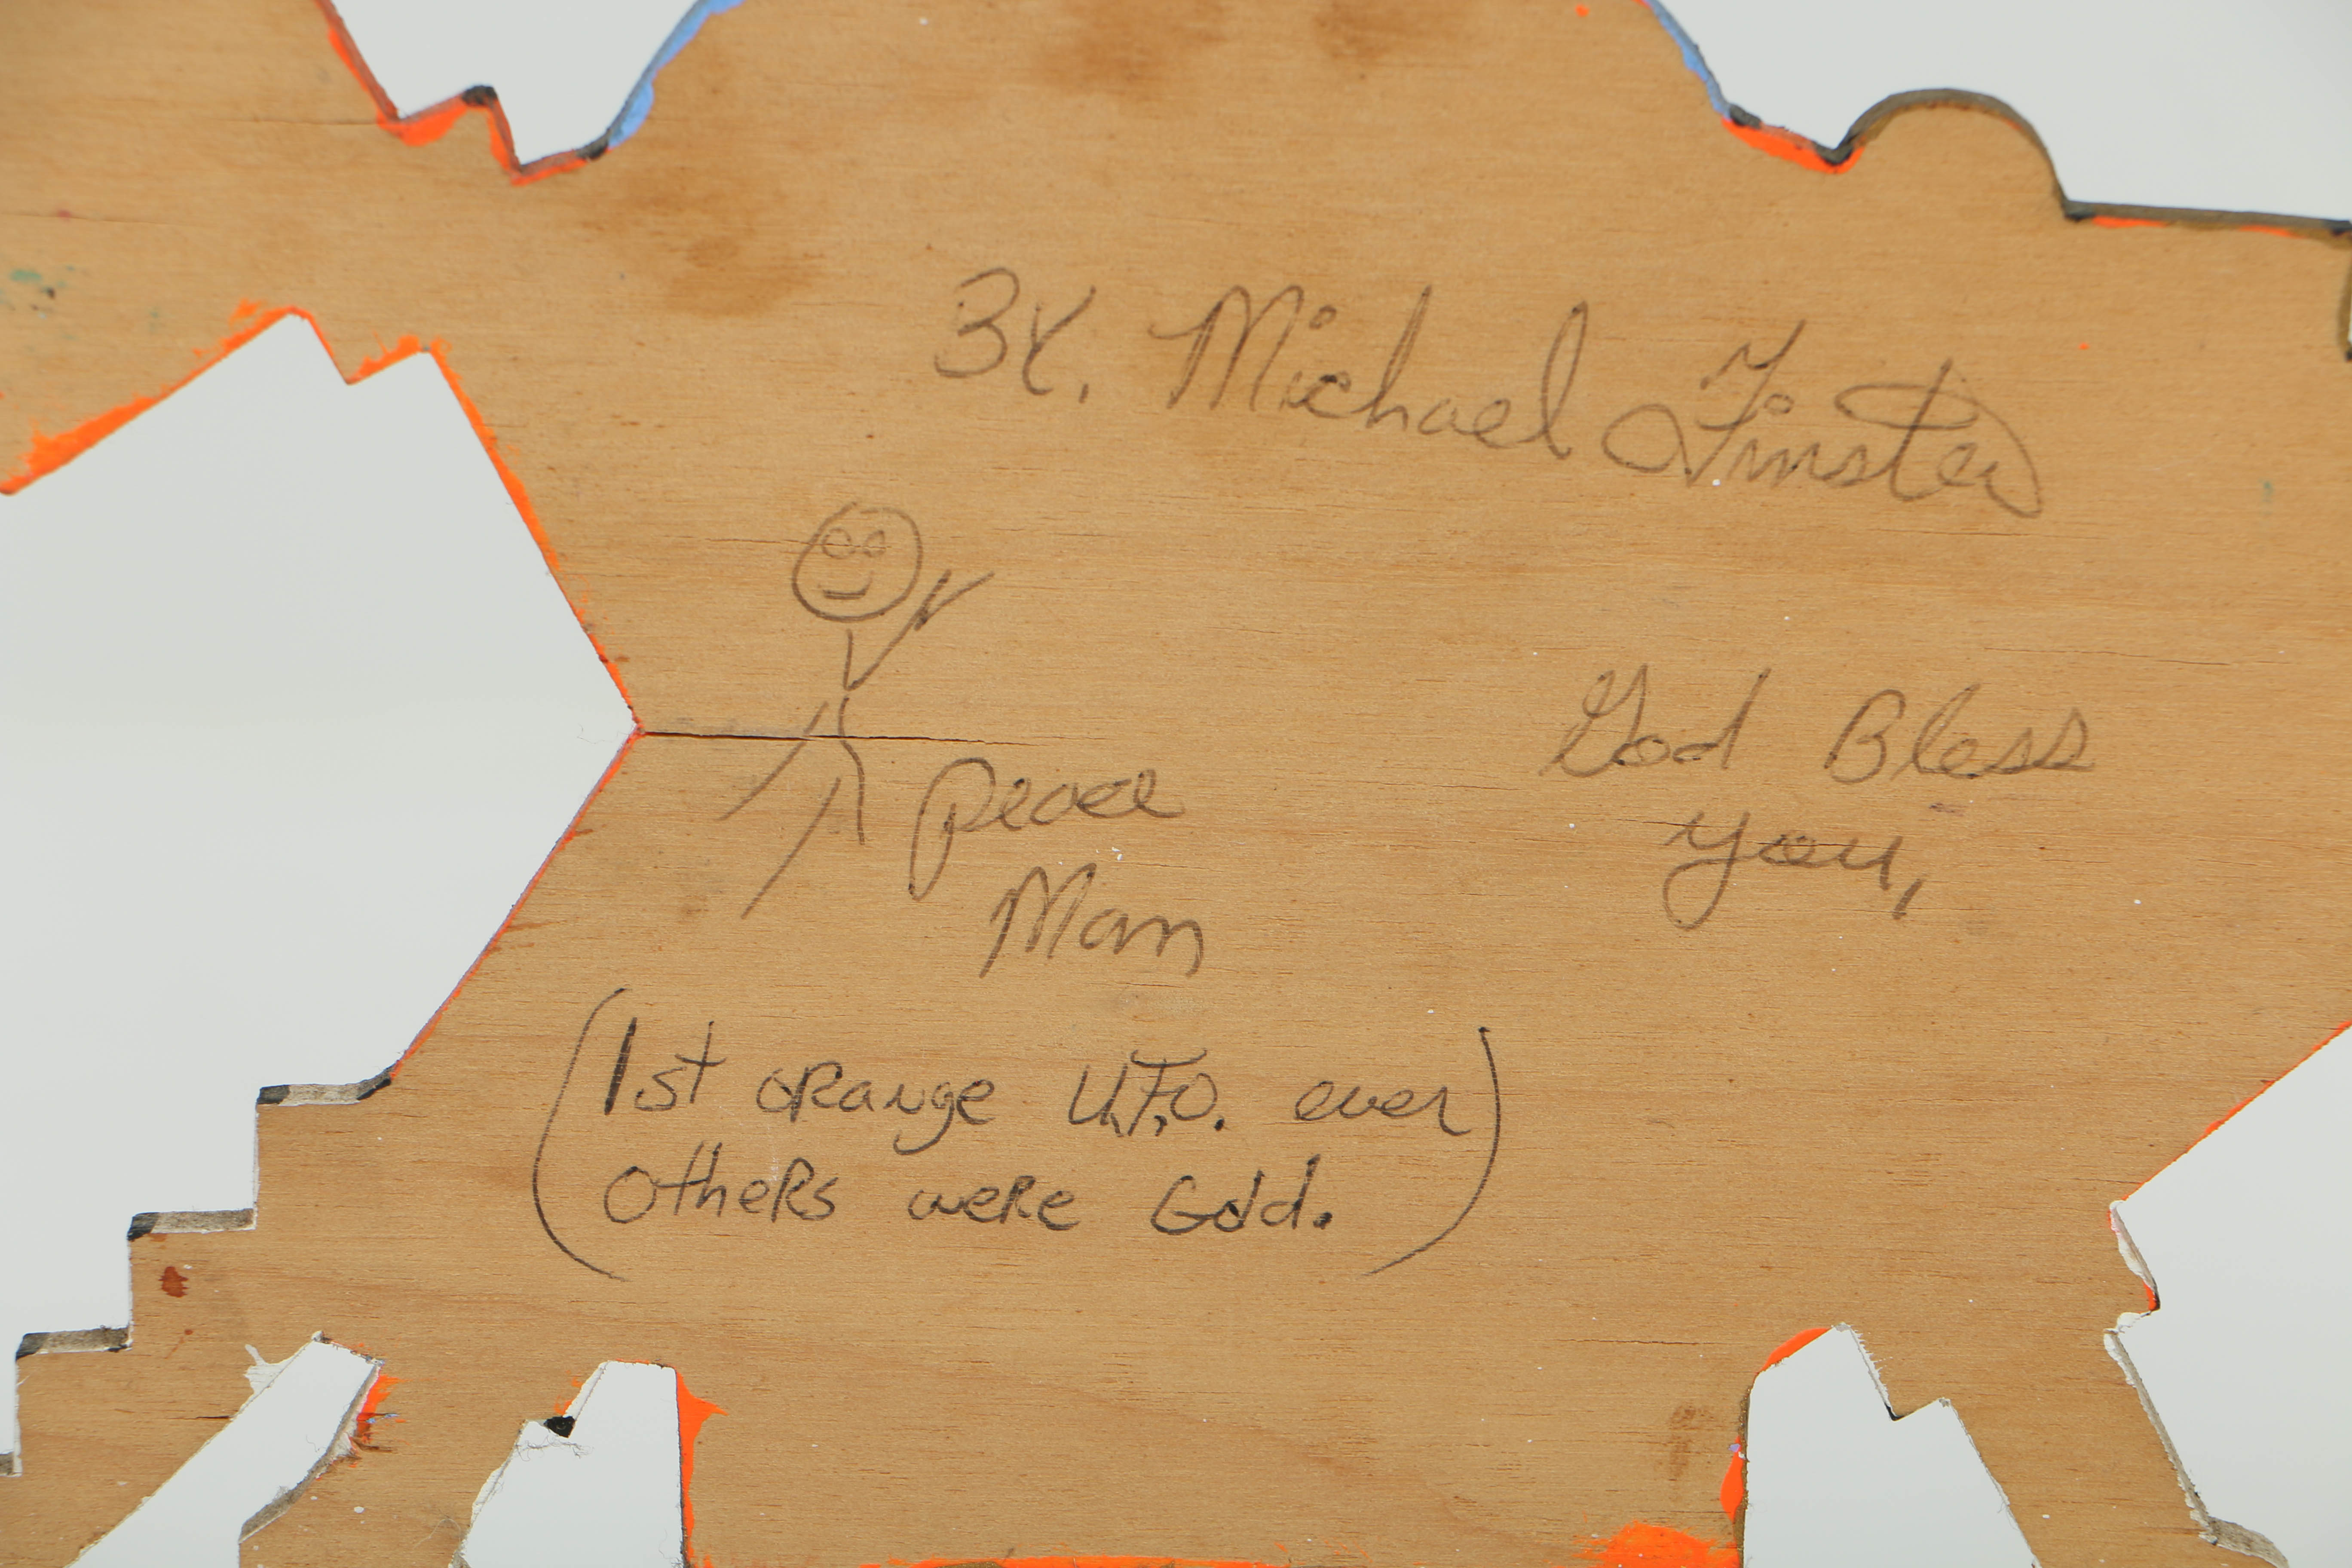 By. Michael Finster
God Bless
you,
Peace
Man
(1st orange U.F.O. ever
others were Gold.)